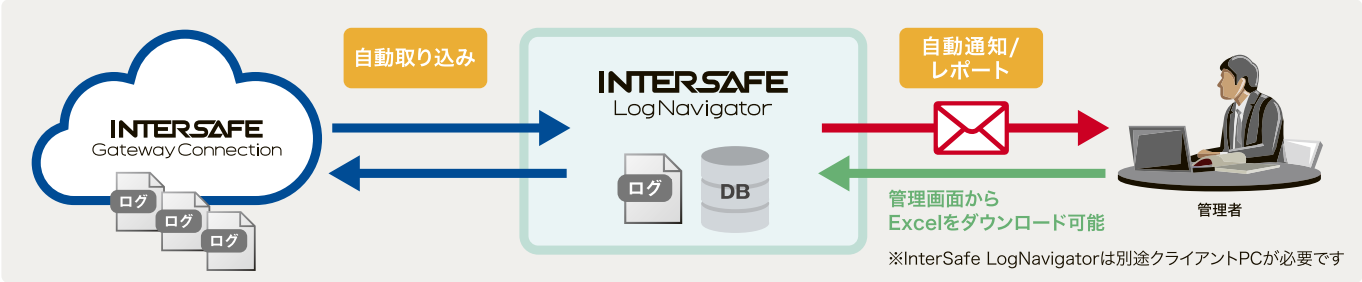 INTERSAFE
Gateway Connection
ログ
ログ
ログ
自動取り込み
INTERSAFE
LogNavigator
ログ
DB
自動通知/
レポート
管理画面から
Excelをダウンロード可能
管理者
※InterSafe LogNavigatorは別途クライアントPCが必要です